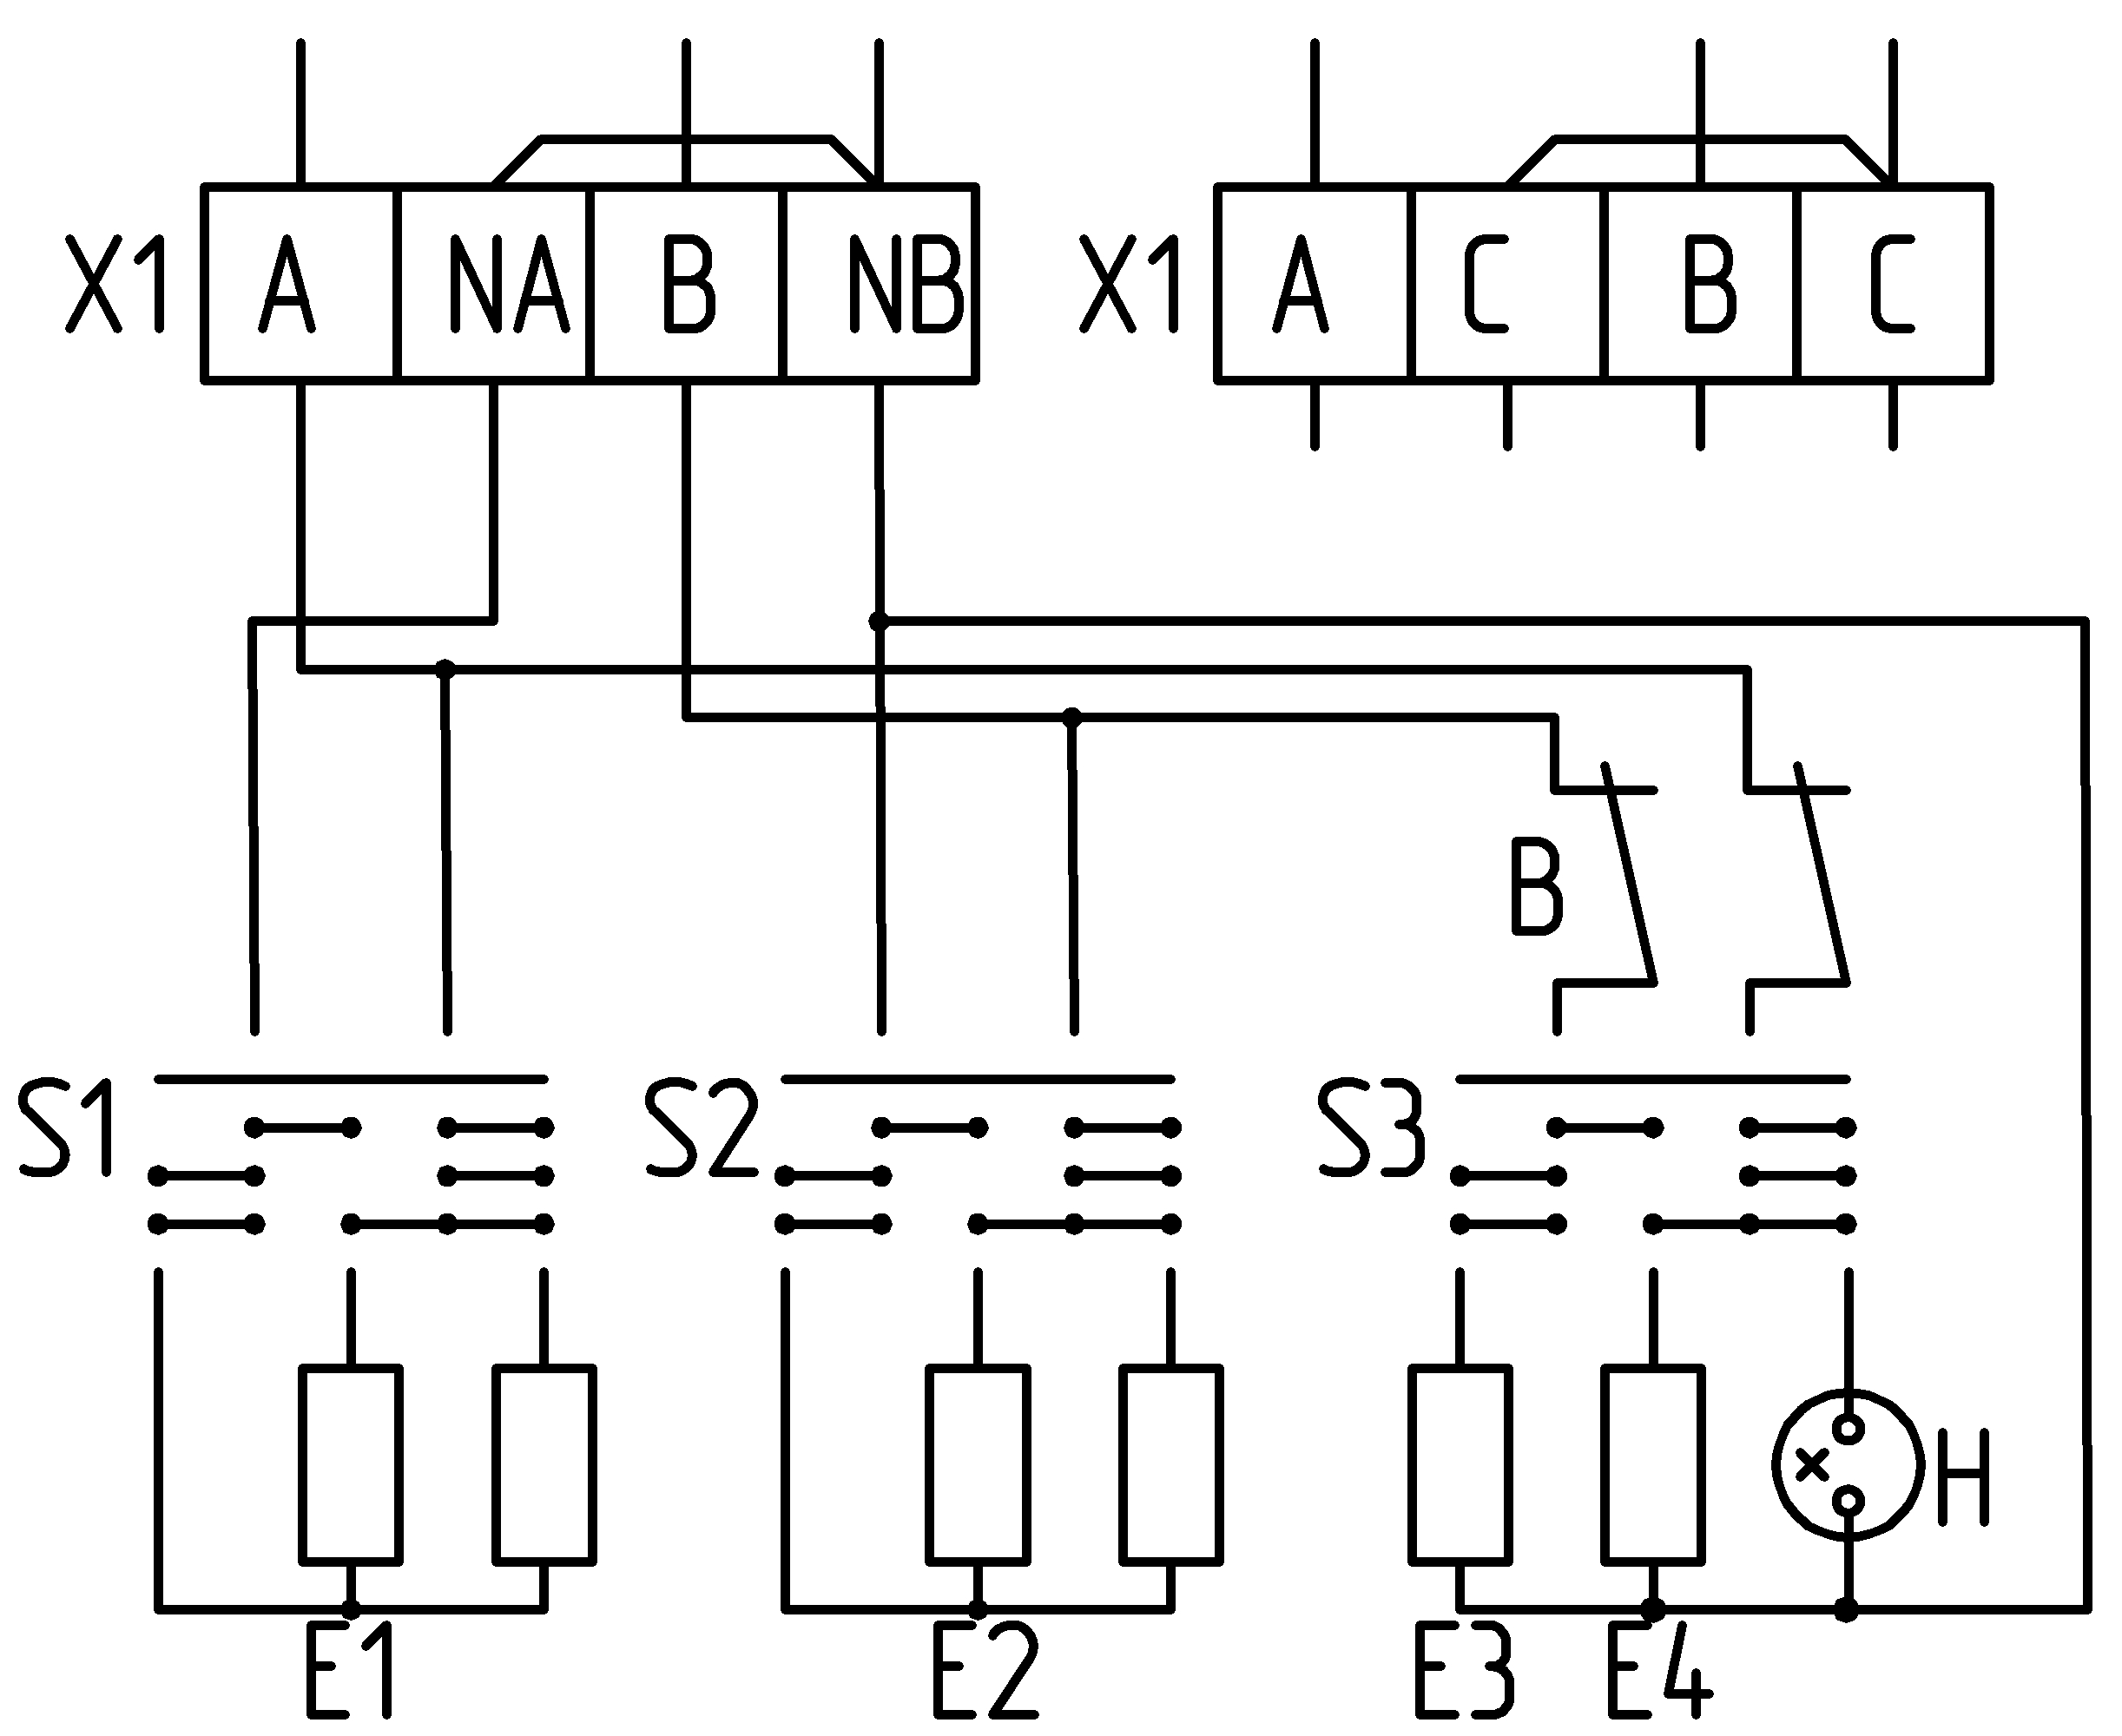 X1 A NA B NB X1 A C B C
B
S1 S2 S3
H
E1 E2 E3 E4